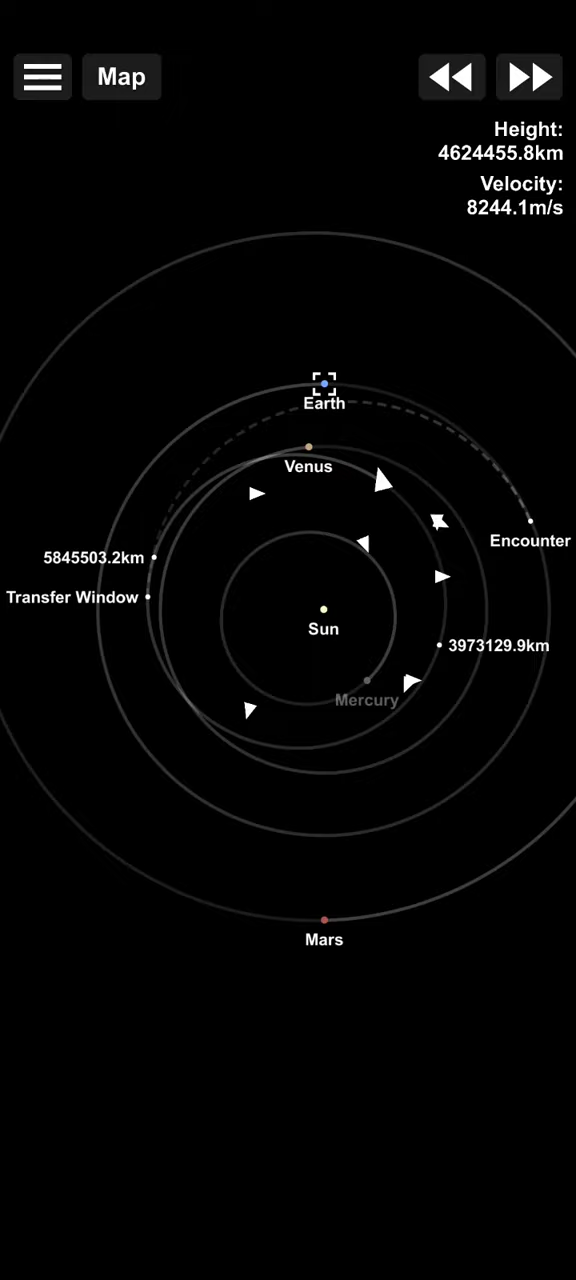 Map
Height:
4624455.8km
Velocity:
8244.1m/s
Earth
Venus
Encounter
5845503.2km
Transfer Window
Sun
3973129.9km
Mercury
Mars